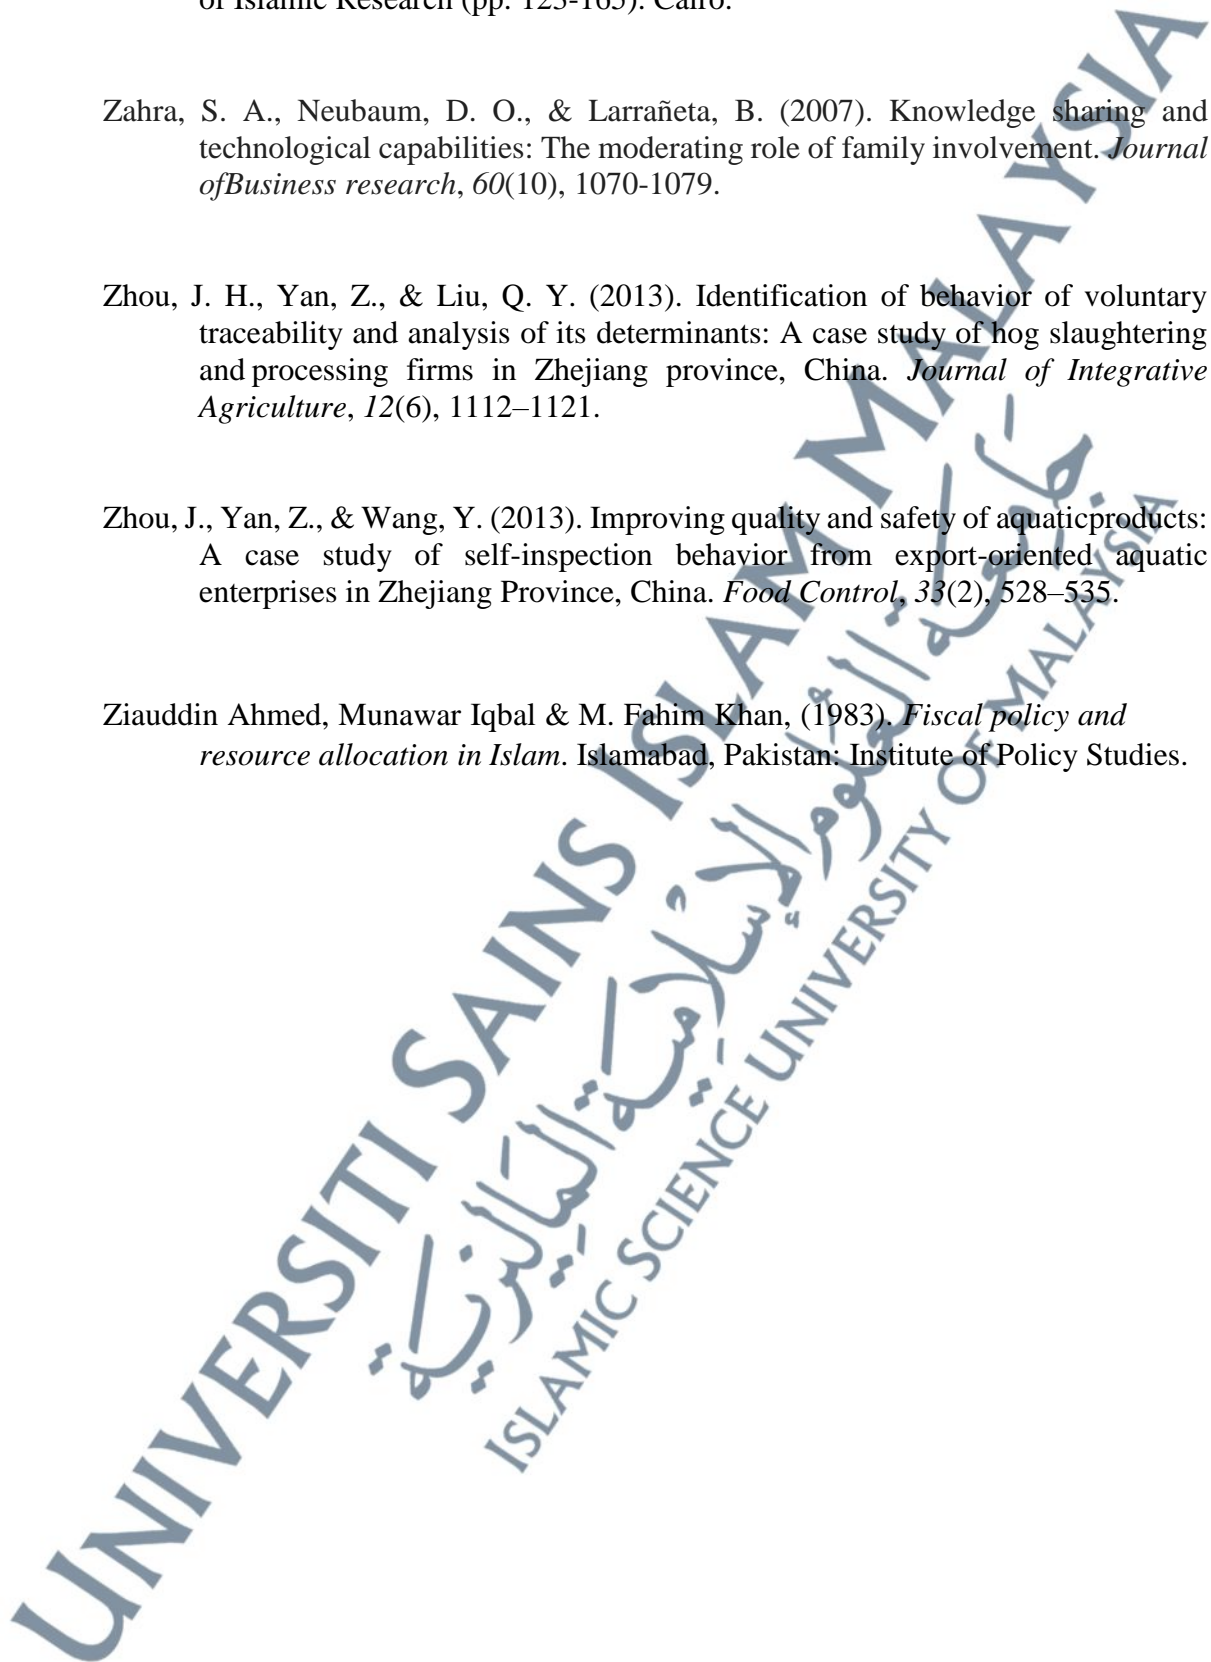 of Islamic Research (pp. 123-165). Cairo.
Zahra, S. A., Neubaum, D. O., & Larrañeta, B. (2007). Knowledge sharing and
technological capabilities: The moderating role of family involvement. Journal
ofBusiness research, 60(10), 1070-1079.
Zhou, J. H., Yan, Z., & Liu, Q. Y. (2013). Identification of behavior of voluntary
traceability and analysis of its determinants: A case study of hog slaughtering
and processing firms in Zhejiang province, China. Journal of Integrative
Agriculture, 12(6), 1112–1121.
Zhou, J., Yan, Z., & Wang, Y. (2013). Improving quality and safety of aquaticproducts:
A case study of self-inspection behavior from export-oriented aquatic
enterprises in Zhejiang Province, China. Food Control, 33(2), 528–535.
Ziauddin Ahmed, Munawar Iqbal & M. Fahim Khan, (1983). Fiscal policy and
resource allocation in Islam. Islamabad, Pakistan: Institute of Policy Studies.
UNIVERSITI SAINS ISLAM MALAYSIA
جامعة العلوم الإسلامية الماليزية
ISLAMIC SCIENCE UNIVERSITY OF MALAYSIA